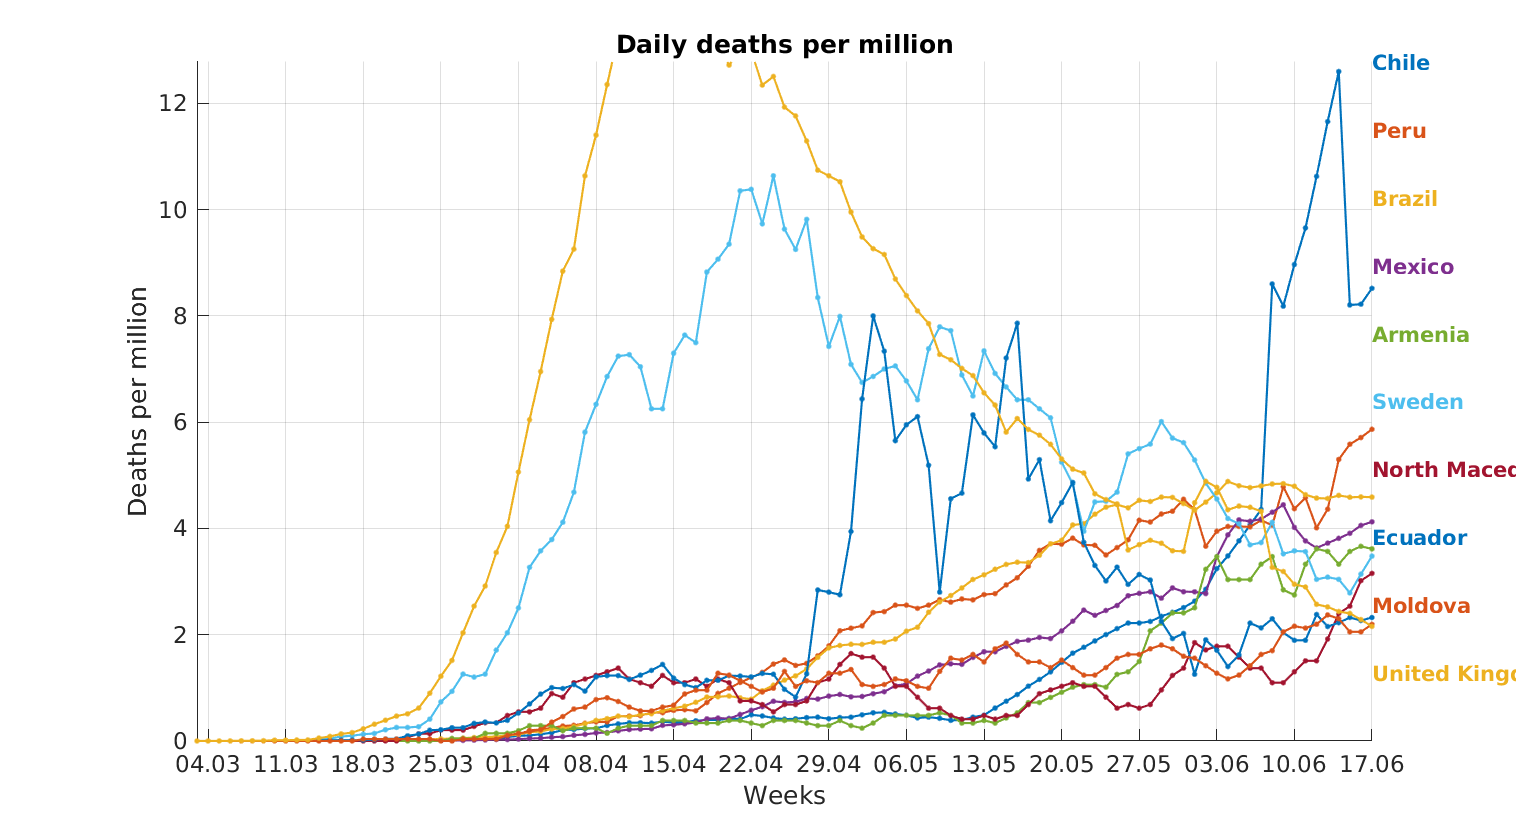 Daily deaths per million
Deaths per million
12
10
8
6
4
2
0
04.03 11.03 18.03 25.03 01.04 08.04 15.04 22.04 29.04 06.05 13.05 20.05 27.05 03.06 10.06 17.06
Weeks
Chile
Peru
Brazil
Mexico
Armenia
Sweden
North Maced
Ecuador
Moldova
United Kingd